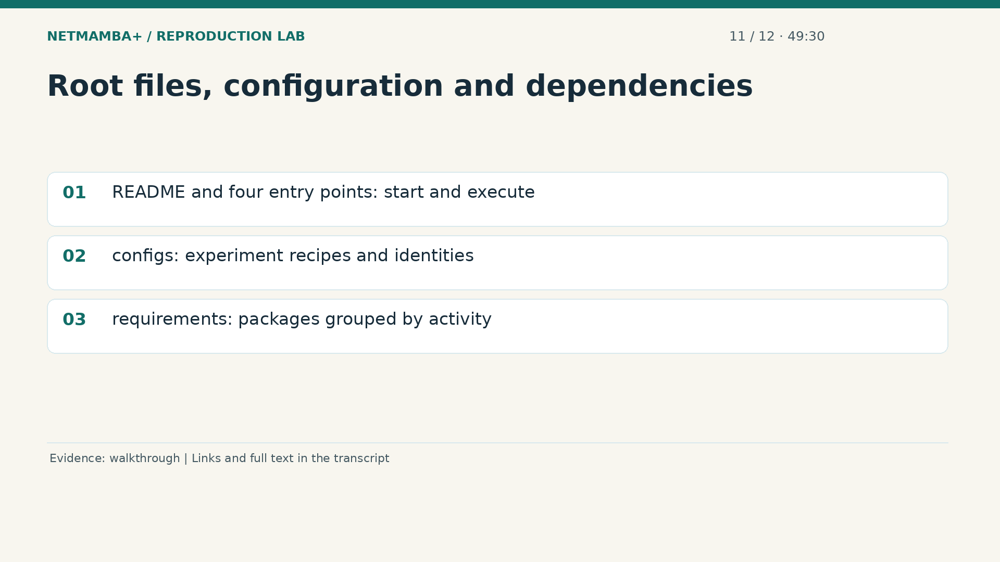 NETMAMBA+ / REPRODUCTION LAB
11 / 12 · 49:30
Root files, configuration and dependencies
01 README and four entry points: start and execute
02 configs: experiment recipes and identities
03 requirements: packages grouped by activity
Evidence: walkthrough | Links and full text in the transcript